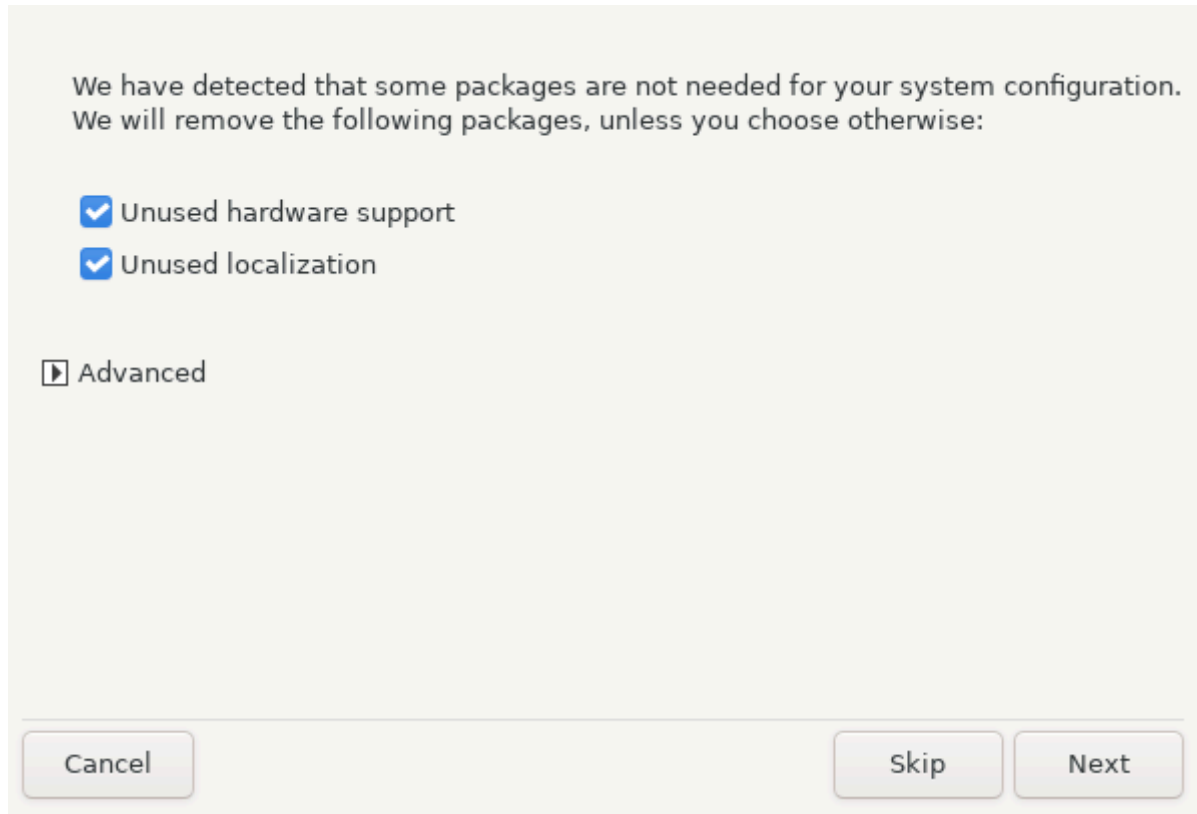 We have detected that some packages are not needed for your system configuration.
We will remove the following packages, unless you choose otherwise:
Unused hardware support
Unused localization
Advanced
Cancel
Skip
Next